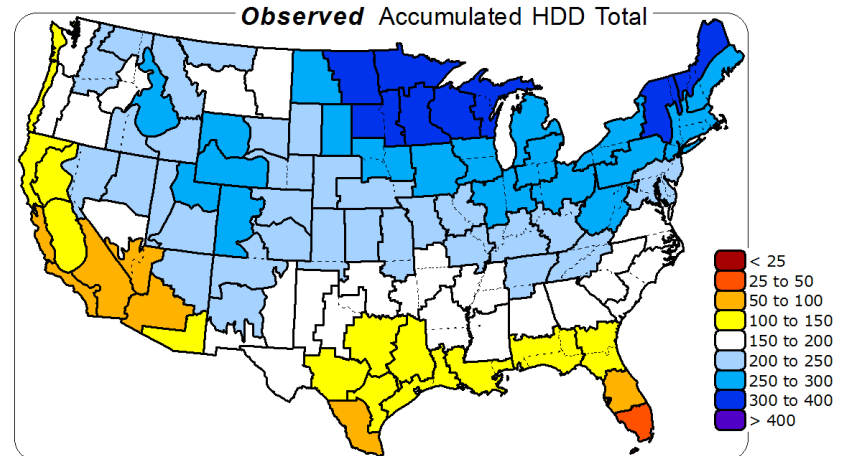 Observed Accumulated HDD Total
< 25
25 to 50
50 to 100
100 to 150
150 to 200
200 to 250
250 to 300
300 to 400
> 400